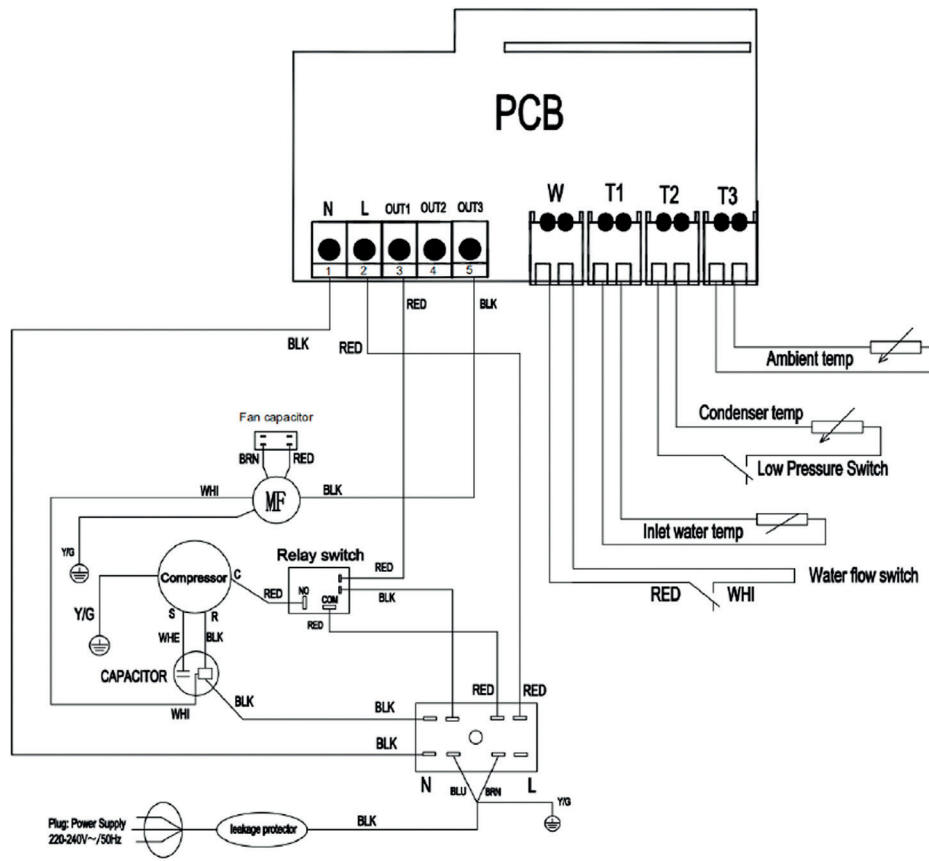 PCB
N L OUT1 OUT2 OUT3
1 2 3 4 5
W T1 T2 T3
RED
BLK
BLK
RED
Ambient temp
Fan capacitor
Condenser temp
BRN
RED
Low Pressure Switch
WHI
MF
BLK
Inlet water temp
Y/G
Relay switch
Compressor
C
RED
RED
NO
COM
BLK
RED
Water flow switch
RED
WHI
Y/G
S
R
WHE
BLK
CAPACITOR
WHI
BLK
BLK
RED
RED
BLK
N
BLU
BRN
L
Y/G
Plug: Power Supply
220-240V～/50Hz
leakage protector
BLK